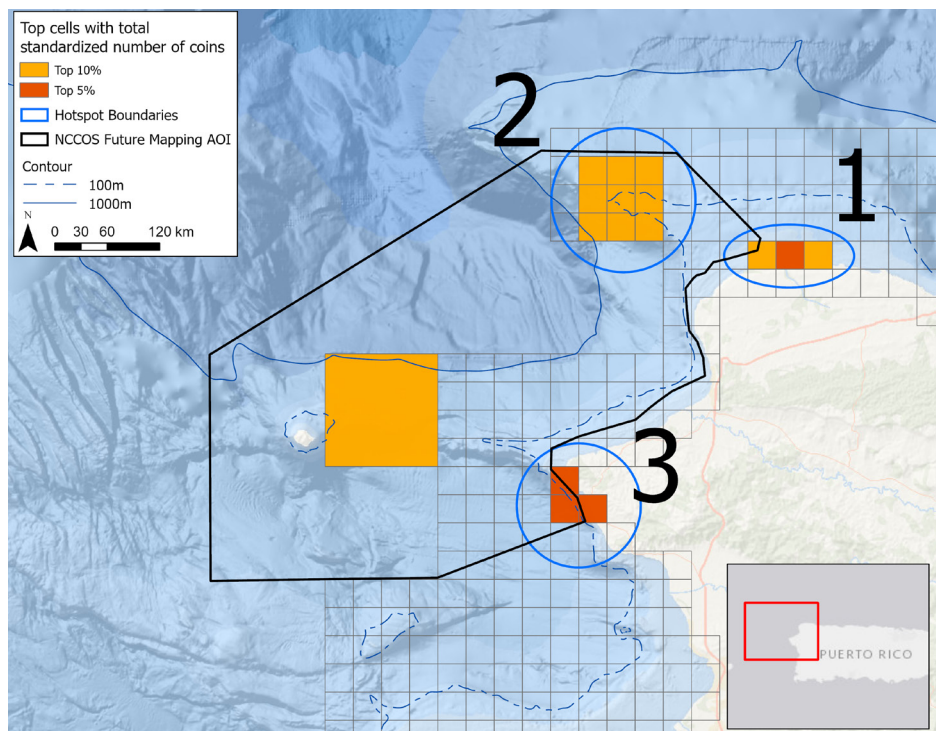 Top cells with total
standardized number of coins
Top 10%
Top 5%
Hotspot Boundaries
NCCOS Future Mapping AOI
Contour
100m
1000m
N
0 30 60 120 km
2
1
3
PUERTO RICO